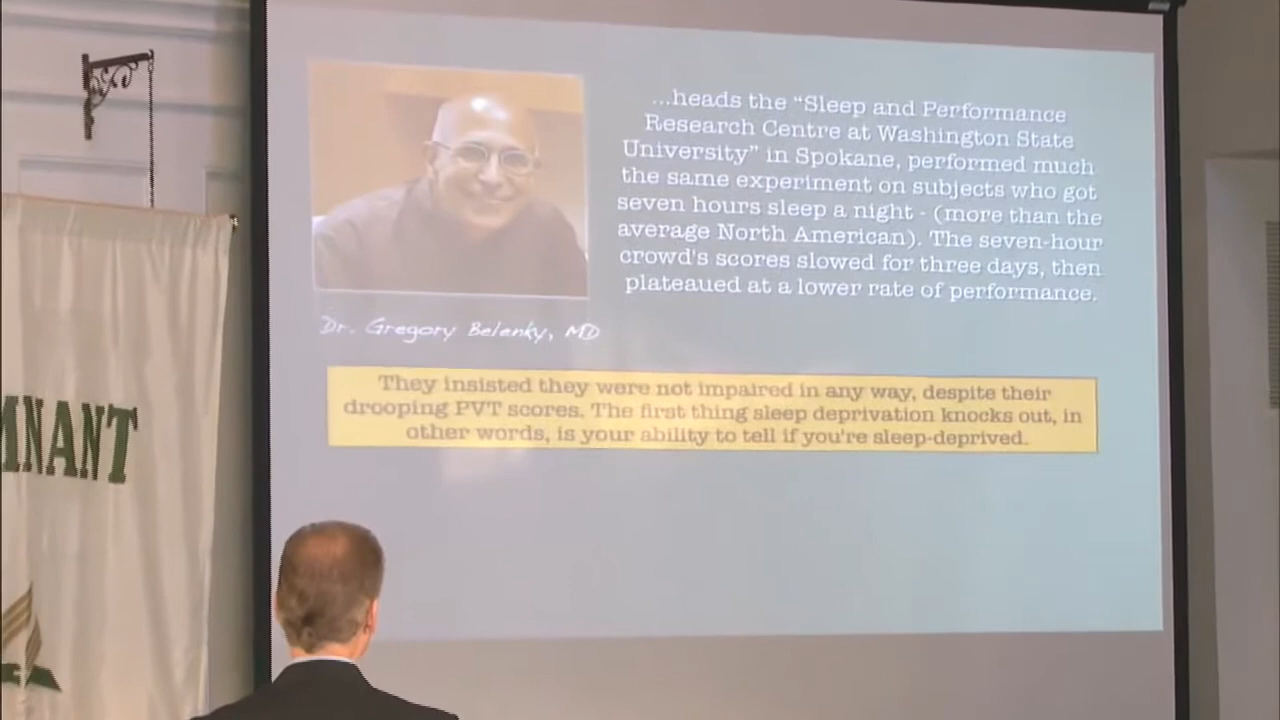 ...heads the “Sleep and Performance
Research Centre at Washington State
University” in Spokane, performed much
the same experiment on subjects who got
seven hours sleep a night - (more than the
average North American). The seven-hour
crowd's scores slowed for three days, then
plateaued at a lower rate of performance.
Dr. Gregory Belenky, MD
They insisted they were not impaired in any way, despite their
drooping PVT scores. The first thing sleep deprivation knocks out, in
other words, is your ability to tell if you're sleep-deprived.
MNANT